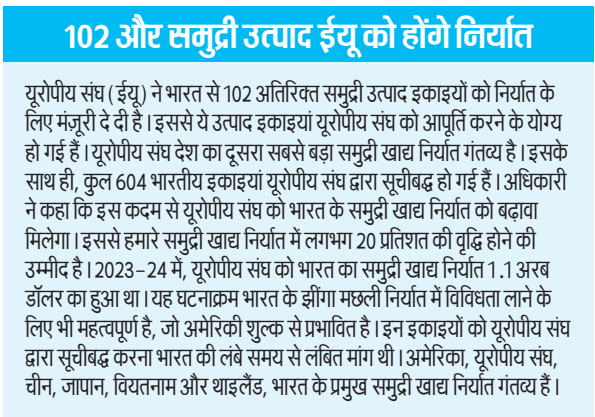 102 और समुद्री उत्पाद ईयू को होंगे निर्यात
यूरोपीय संघ ( ईयू ) ने भारत से 102 अतिरिक्त समुद्री उत्पाद इकाइयों को निर्यात के
लिए मंजूरी दे दी है। इससे ये उत्पाद इकाइयां यूरोपीय संघ को आपूर्ति करने के योग्य
हो गई हैं। यूरोपीय संघ देश का दूसरा सबसे बड़ा समुद्री खाद्य निर्यात गंतव्य है। इसके
साथ ही, कुल 604 भारतीय इकाइयां यूरोपीय संघ द्वारा सूचीबद्ध हो गई हैं। अधिकारी
ने कहा कि इस कदम से यूरोपीय संघ को भारत के समुद्री खाद्य निर्यात को बढ़ावा
मिलेगा। इससे हमारे समुद्री खाद्य निर्यात में लगभग 20 प्रतिशत की वृद्धि होने की
उम्मीद है। 2023-24 में, यूरोपीय संघ को भारत का समुद्री खाद्य निर्यात 1.1 अरब
डॉलर का हुआ था। यह घटनाक्रम भारत के झींगा मछली निर्यात में विविधता लाने के
लिए भी महत्वपूर्ण है, जो अमेरिकी शुल्क से प्रभावित है। इन इकाइयों को यूरोपीय संघ
द्वारा सूचीबद्ध करना भारत की लंबे समय से लंबित मांग थी। अमेरिका, यूरोपीय संघ,
चीन, जापान, वियतनाम और थाइलैंड, भारत के प्रमुख समुद्री खाद्य निर्यात गंतव्य हैं।